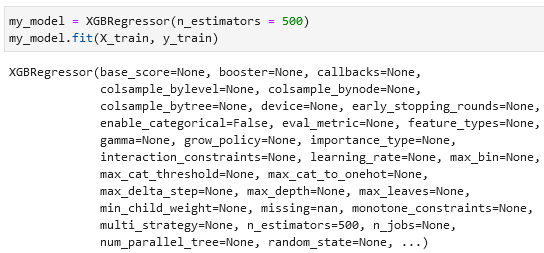 my_model = XGBRegressor(n_estimators = 500)
my_model.fit(X_train, y_train)
XGBRegressor(base_score=None, booster=None, callbacks=None,
colsample_bylevel=None, colsample_bynode=None,
colsample_bytree=None, device=None, early_stopping_rounds=None,
enable_categorical=False, eval_metric=None, feature_types=None,
gamma=None, grow_policy=None, importance_type=None,
interaction_constraints=None, learning_rate=None, max_bin=None,
max_cat_threshold=None, max_cat_to_onehot=None,
max_delta_step=None, max_depth=None, max_leaves=None,
min_child_weight=None, missing=nan, monotone_constraints=None,
multi_strategy=None, n_estimators=500, n_jobs=None,
num_parallel_tree=None, random_state=None, ...)